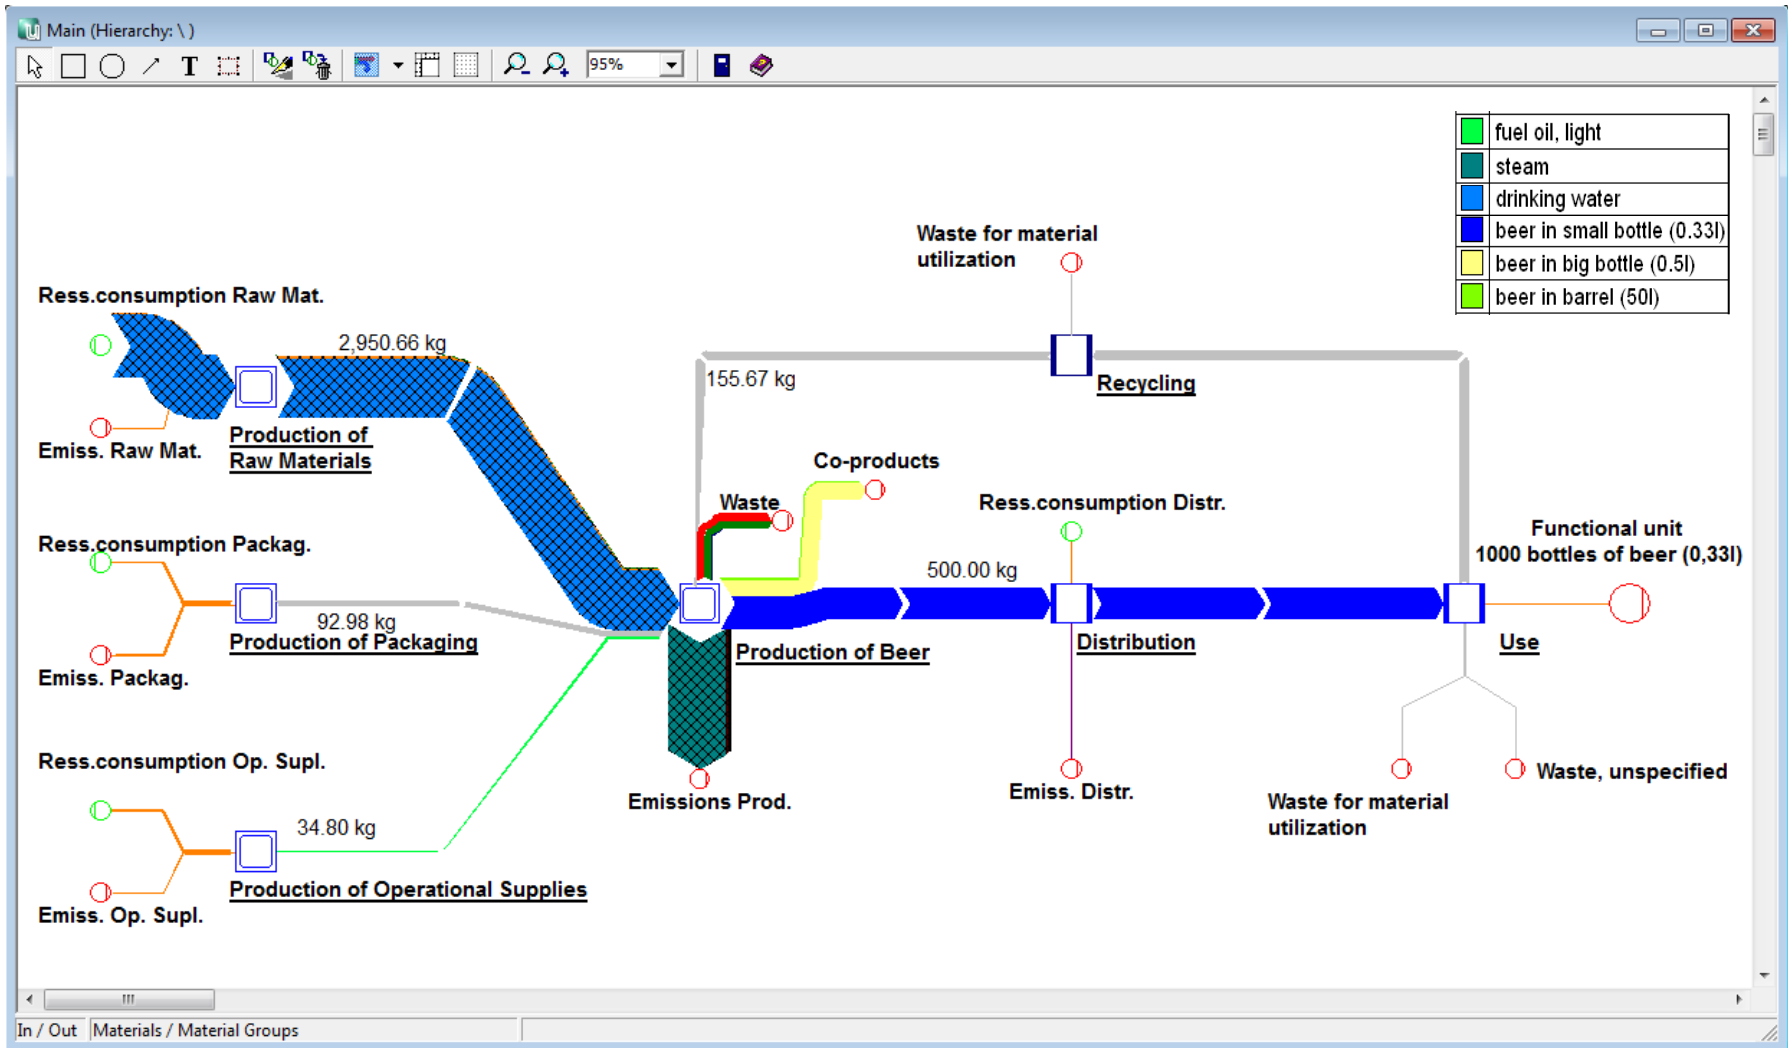 Main (Hierarchy: \ )
T
95%
fuel oil, light
steam
drinking water
beer in small bottle (0.33l)
beer in big bottle (0.5l)
beer in barrel (50l)
Waste for material
utilization
Ress.consumption Raw Mat.
2,950.66 kg
155.67 kg
Recycling
Emiss. Raw Mat.
Production of
Raw Materials
Co-products
Waste
Ress.consumption Distr.
Functional unit
1000 bottles of beer (0,33l)
Ress.consumption Packag.
500.00 kg
92.98 kg
Production of Packaging
Production of Beer
Distribution
Use
Emiss. Packag.
Ress.consumption Op. Supl.
Emissions Prod.
Emiss. Distr.
Waste for material
utilization
Waste, unspecified
34.80 kg
Production of Operational Supplies
Emiss. Op. Supl.
In / Out
Materials / Material Groups